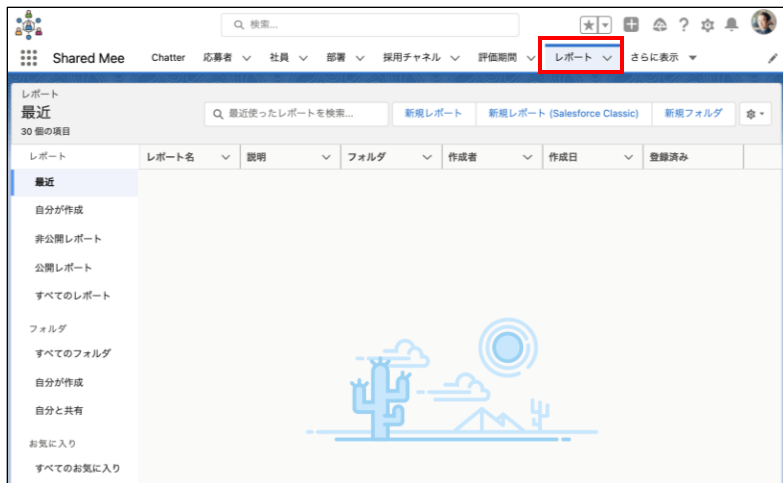 検索...
Shared Mee Chatter 応募者 社員 部署 採用チャネル 評価期間 レポート さらに表示
レポート
最近
30 個の項目
最近使ったレポートを検索...
新規レポート 新規レポート (Salesforce Classic) 新規フォルダ
レポート
レポート名 説明 フォルダ 作成者 作成日 登録済み
最近
自分が作成
非公開レポート
公開レポート
すべてのレポート
フォルダ
すべてのフォルダ
自分が作成
自分と共有
お気に入り
すべてのお気に入り